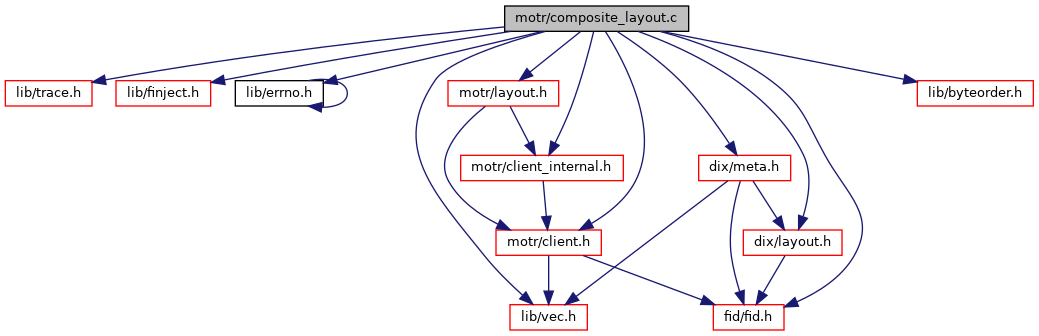 motr/composite_layout.c
lib/trace.h
lib/finject.h
lib/errno.h
motr/layout.h
lib/byteorder.h
motr/client_internal.h
dix/meta.h
motr/client.h
dix/layout.h
lib/vec.h
fid/fid.h